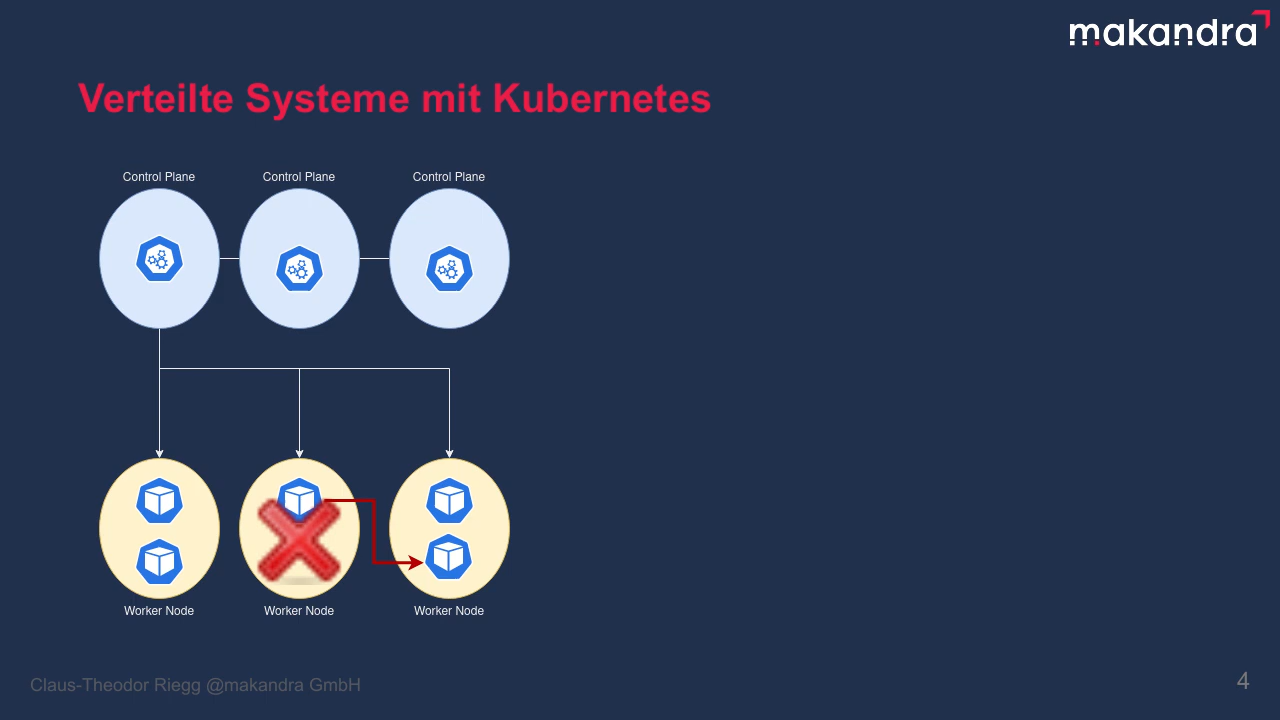 makandra
Verteilte Systeme mit Kubernetes
Control Plane
Control Plane
Control Plane
Worker Node
Worker Node
Worker Node
Claus-Theodor Riegg @makandra GmbH
4